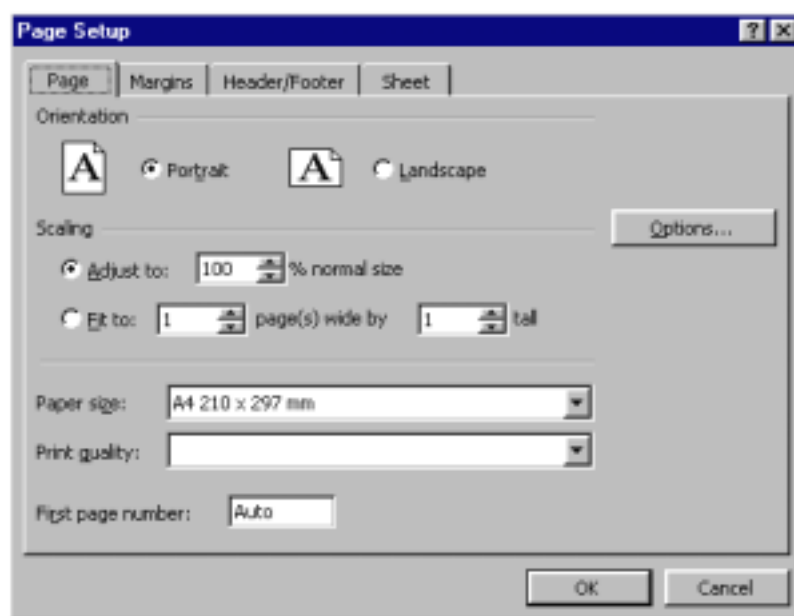 Page Setup ? ×
Page Margins Header/Footer Sheet
Orientation
A Portrait A Landscape
Scaling
Options...
Adjust to: 100 % normal size
Fit to: 1 page(s) wide by 1 tall
Paper size: A4 210 x 297 mm
Print quality:
First page number: Auto
OK Cancel